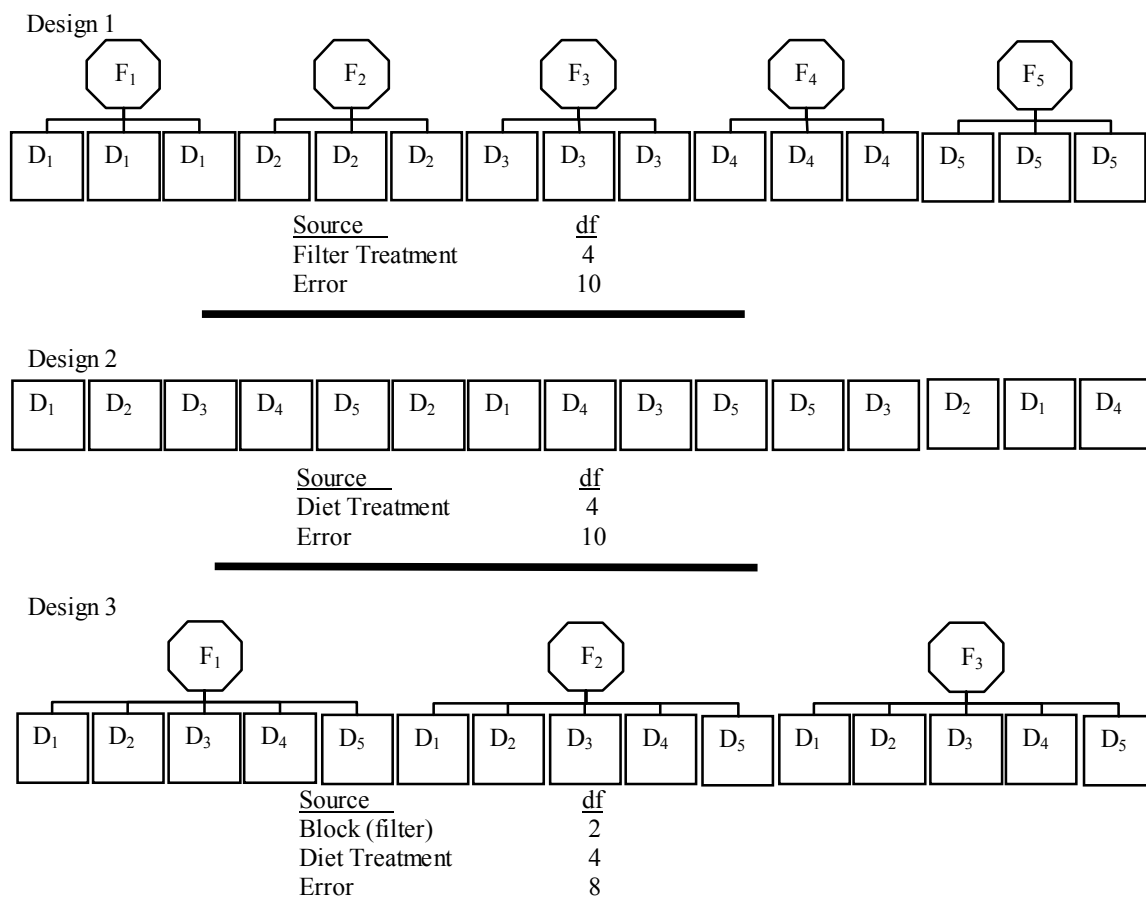 Design 1
F₁ F₂ F₃ F₄ F₅
D₁ D₁ D₁ D₂ D₂ D₂ D₃ D₃ D₃ D₄ D₄ D₄ D₅ D₅ D₅
Source df
Filter Treatment 4
Error 10
Design 2
D₁ D₂ D₃ D₄ D₅ D₂ D₁ D₄ D₃ D₅ D₅ D₃ D₂ D₁ D₄
Source df
Diet Treatment 4
Error 10
Design 3
F₁ F₂ F₃
D₁ D₂ D₃ D₄ D₅ D₁ D₂ D₃ D₄ D₅ D₁ D₂ D₃ D₄ D₅
Source df
Block (filter) 2
Diet Treatment 4
Error 8